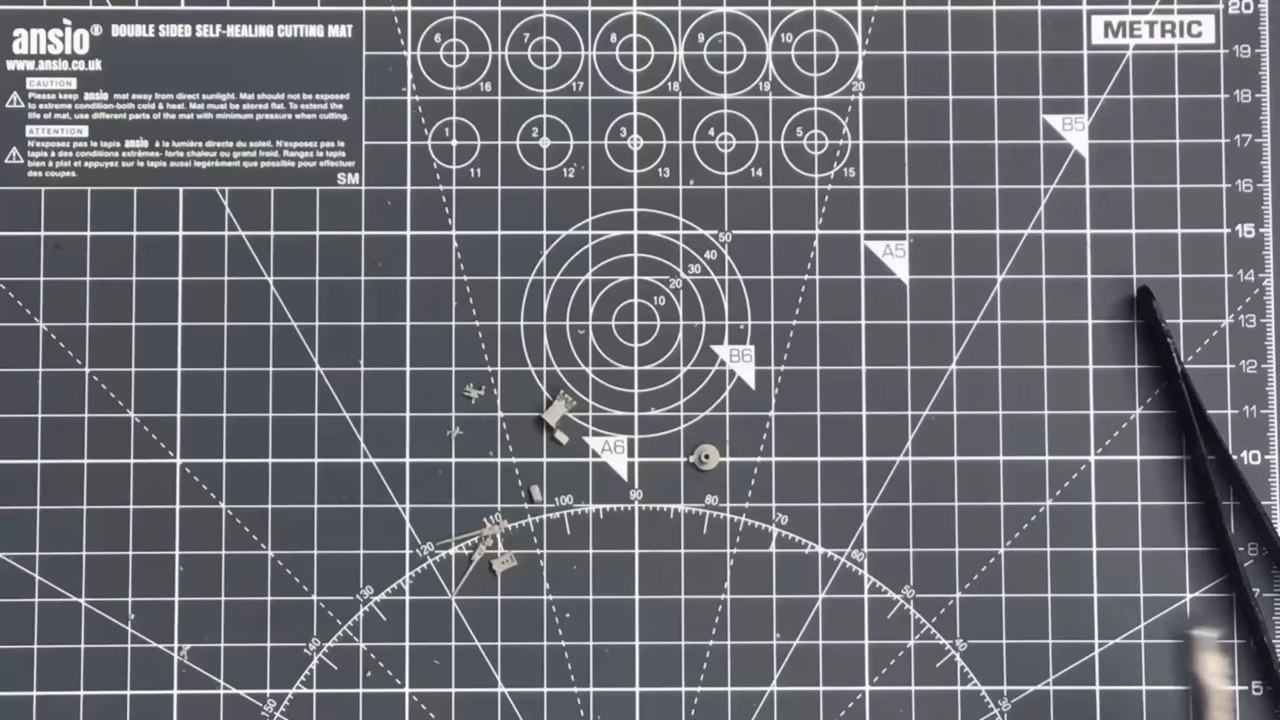 ansio® DOUBLE SIDED SELF-HEALING CUTTING MAT
www.ansio.co.uk
CAUTION
Please keep ansio mat away from direct sunlight. Mat should not be exposed
to extreme condition-both cold & heat. Mat must be stored flat. To extend the
life of mat, use different parts of the mat with minimum pressure when cutting.
ATTENTION
N'exposez pas le tapis ansio à la lumière directe du soleil. N'exposez pas le
tapis à des conditions extrêmes- forte chaleur ou grand froid. Rangez le tapis
bien à plat et appuyez sur le tapis aussi legèrement que possible pour effectuer
des coupes.
SM
6 7 8 9 10
16 17 18 19 20
1 2 3 4 5
11 12 13 14 15
METRIC
20
19
18
17
16
15
14
13
12
11
10
8
7
5
B5
A5
50
40
30
20
10
B6
A6
150 140 130 120 110 100 90 80 70 60 50 40 30